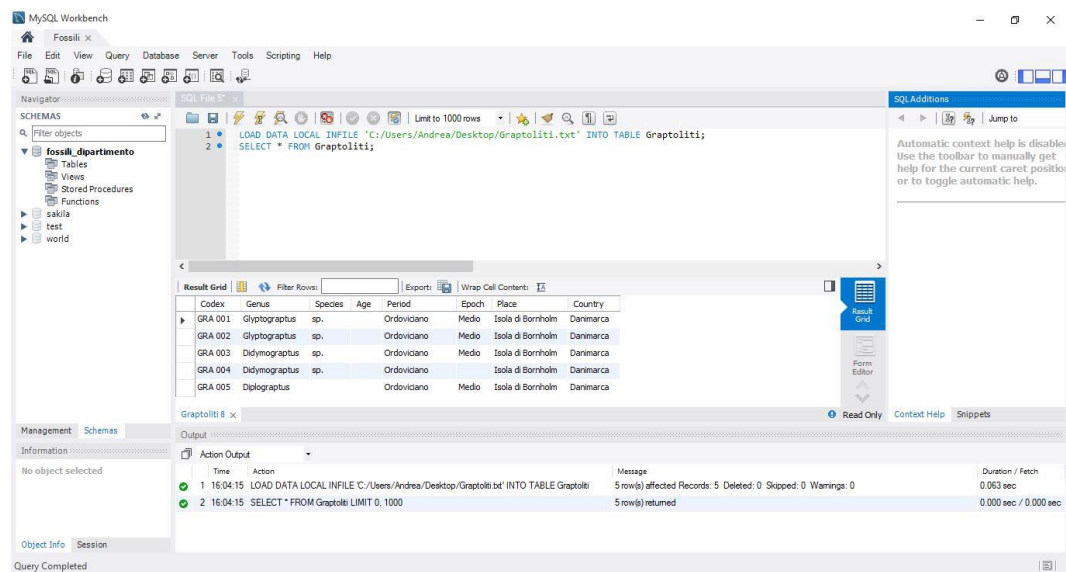 MySQL Workbench
Fossili
File Edit View Query Database Server Tools Scripting Help
Navigator
SCHEMAS
Filter objects
fossili_dipartimento
Tables
Views
Stored Procedures
Functions
sakila
test
world
Management Schemas
Information
No object selected
Object Info Session
SQL File 5*
Limit to 1000 rows
1 LOAD DATA LOCAL INFILE 'C:/Users/Andrea/Desktop/Graptoliti.txt' INTO TABLE Graptoliti;
2 SELECT * FROM Graptoliti;
Result Grid Filter Rows: Export: Wrap Cell Content:
Codex Genus Species Age Period Epoch Place Country
GRA 001 Glyptograptus sp. Ordoviciano Medio Isola di Bornholm Danimarca
GRA 002 Glyptograptus sp. Ordoviciano Medio Isola di Bornholm Danimarca
GRA 003 Didymograptus sp. Ordoviciano Medio Isola di Bornholm Danimarca
GRA 004 Didymograptus sp. Ordoviciano Isola di Bornholm Danimarca
GRA 005 Diplograptus Ordoviciano Medio Isola di Bornholm Danimarca
Result
Grid
Form
Editor
Graptoliti 8
Read Only
SQLAdditions
Jump to
Automatic context help is disable
Use the toolbar to manually get
help for the current caret positio
or to toggle automatic help.
Context Help Snippets
Output
Action Output
Time Action Message Duration / Fetch
1 16:04:15 LOAD DATA LOCAL INFILE 'C:/Users/Andrea/Desktop/Graptoliti.txt' INTO TABLE Graptoliti 5 row(s) affected Records: 5 Deleted: 0 Skipped: 0 Warnings: 0 0.063 sec
2 16:04:15 SELECT * FROM Graptoliti LIMIT 0, 1000 5 row(s) returned 0.000 sec / 0.000 sec
Query Completed